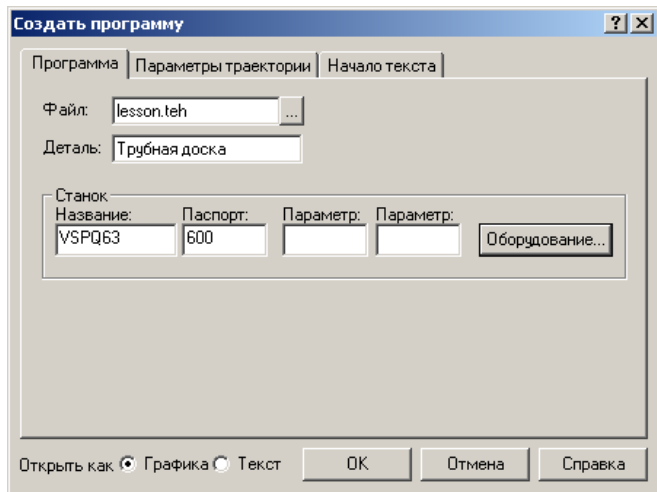 Создать программу
Программа Параметры траектории Начало текста
Файл: lesson.teh ...
Деталь: Трубная доска
Станок
Название: Паспорт: Параметр: Параметр:
VSPQ63 600 Оборудование...
Открыть как Графика Текст OK Отмена Справка